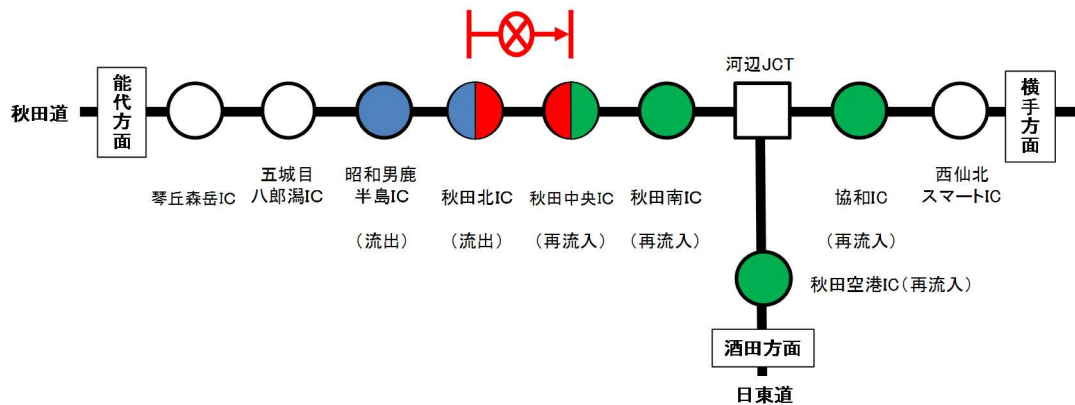 河辺JCT
能代方面
横手方面
秋田道
琴丘森岳IC
五城目
八郎潟IC
昭和男鹿
半島IC
(流出)
秋田北IC
(流出)
秋田中央IC
(再流入)
秋田南IC
(再流入)
協和IC
(再流入)
西仙北
スマートIC
秋田空港IC(再流入)
酒田方面
日東道